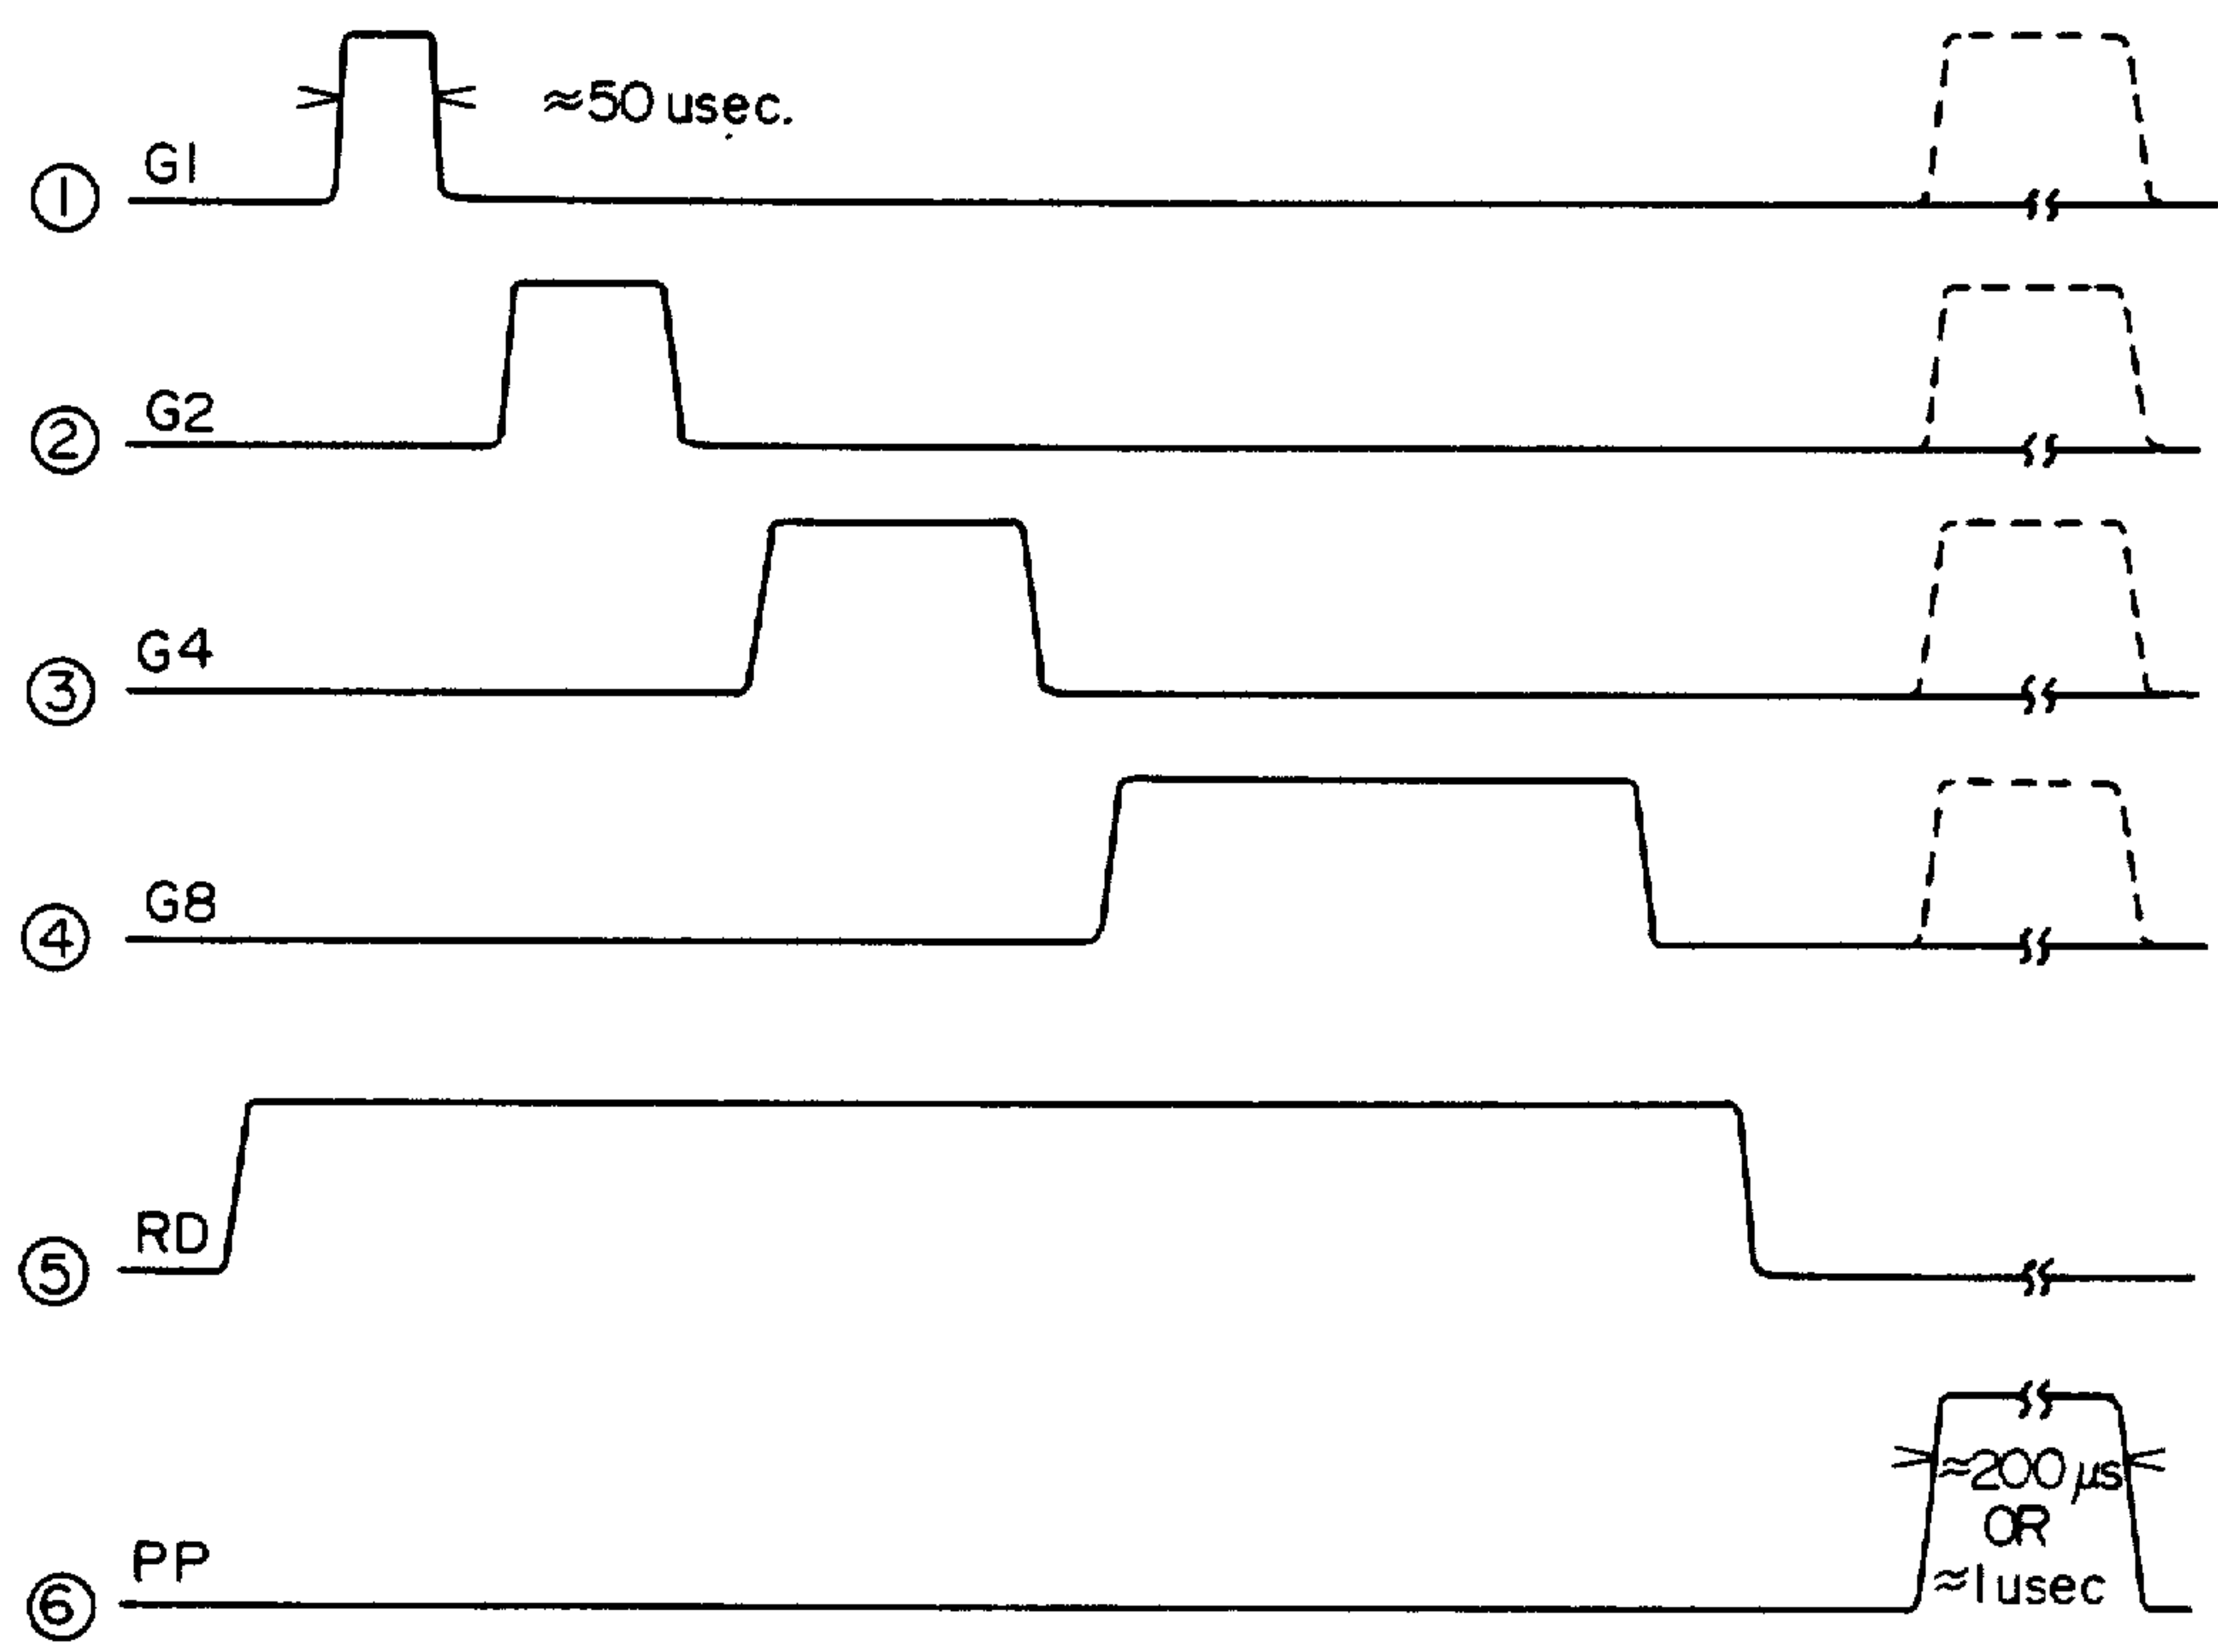 ≈50 usec.
① G1
② G2
③ G4
④ G8
⑤ RD
≈200 μs
OR
≈1 usec
⑥ PP